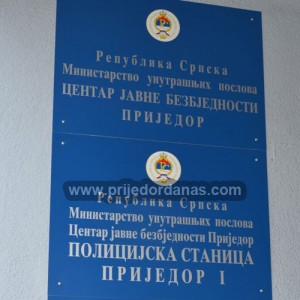 Република Српска
Министарство унутрашњих послова
ЦЕНТАР ЈАВНЕ БЕЗБЈЕДНОСТИ
ПРИЈЕДОР
www.prijedordanas.com
Република Српска
Министарство унутрашњих послова
Центар јавне безбједности Приједор
ПОЛИЦИЈСКА СТАНИЦА
ПРИЈЕДОР I